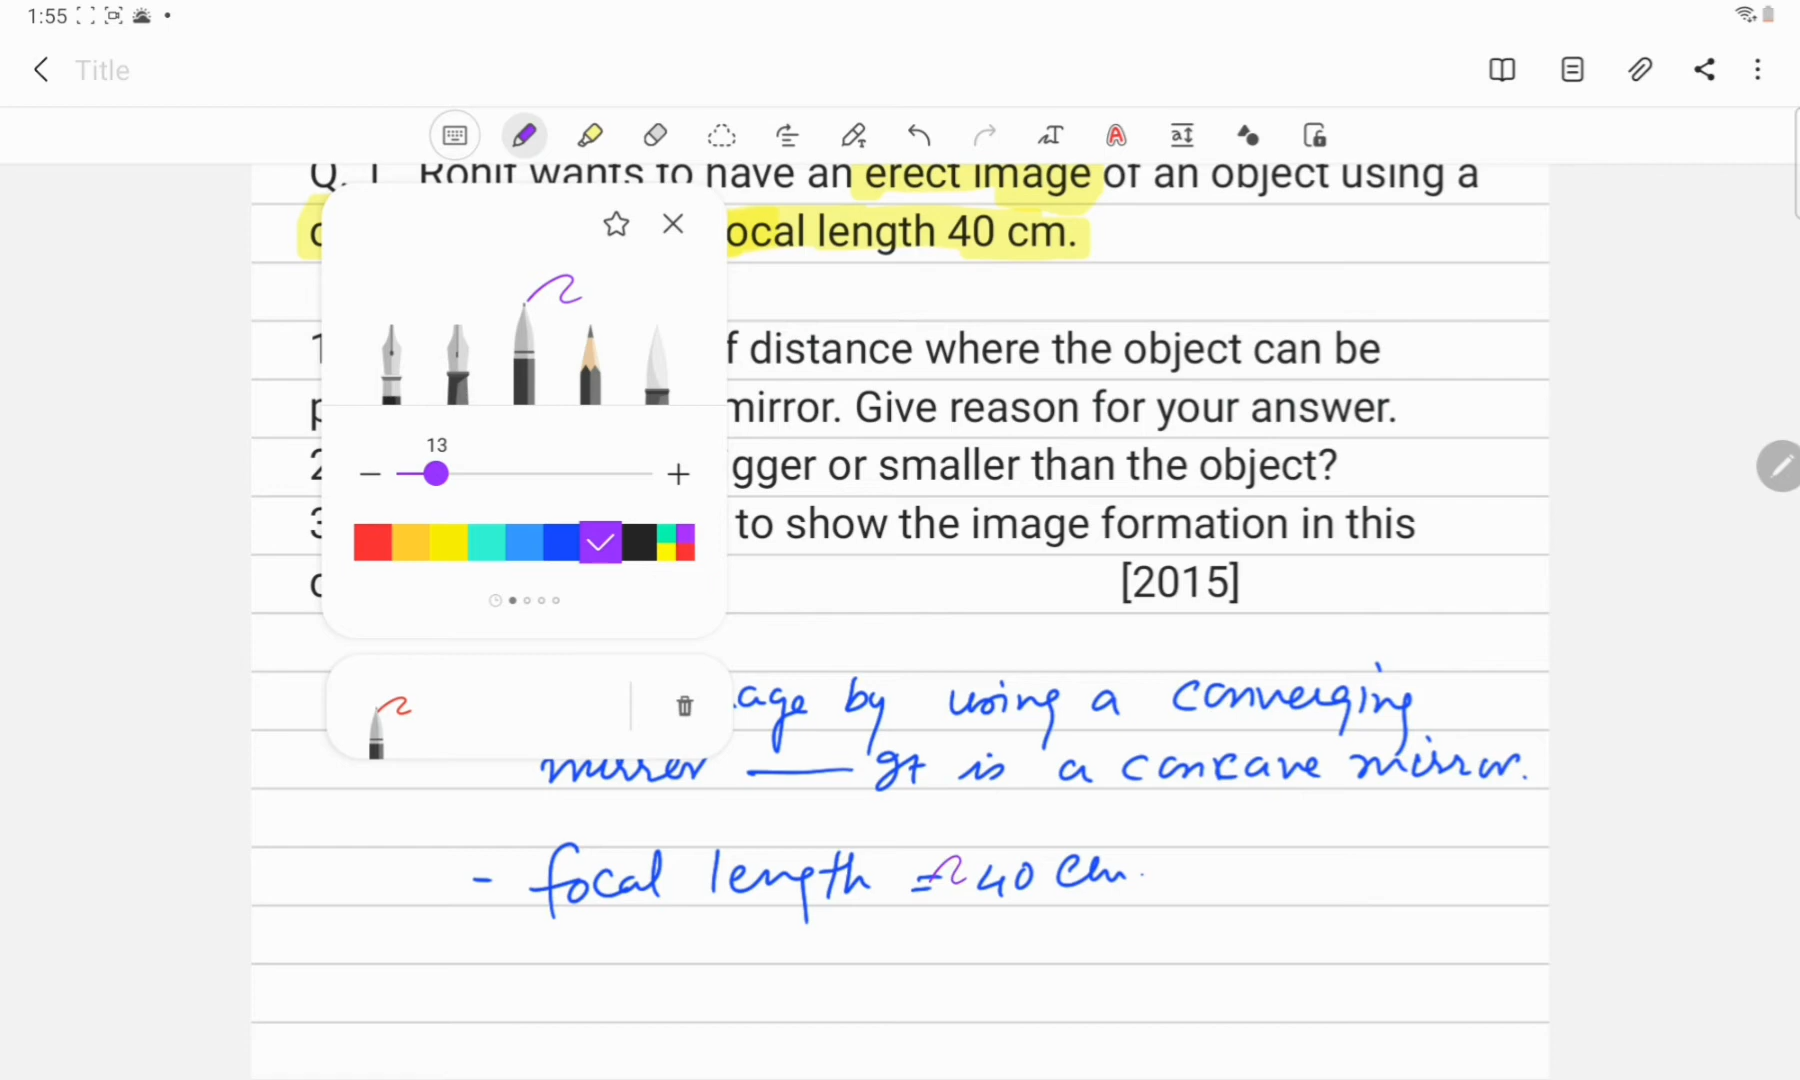 1:55
Title
Q. 1 Rohit wants to have an erect image of an object using a
ocal length 40 cm.
1
f distance where the object can be
p mirror. Give reason for your answer.
2 gger or smaller than the object?
13
3 to show the image formation in this
[2015]
age by using a converging
mirror — It is a concave mirror.
- focal length = 40 cm.